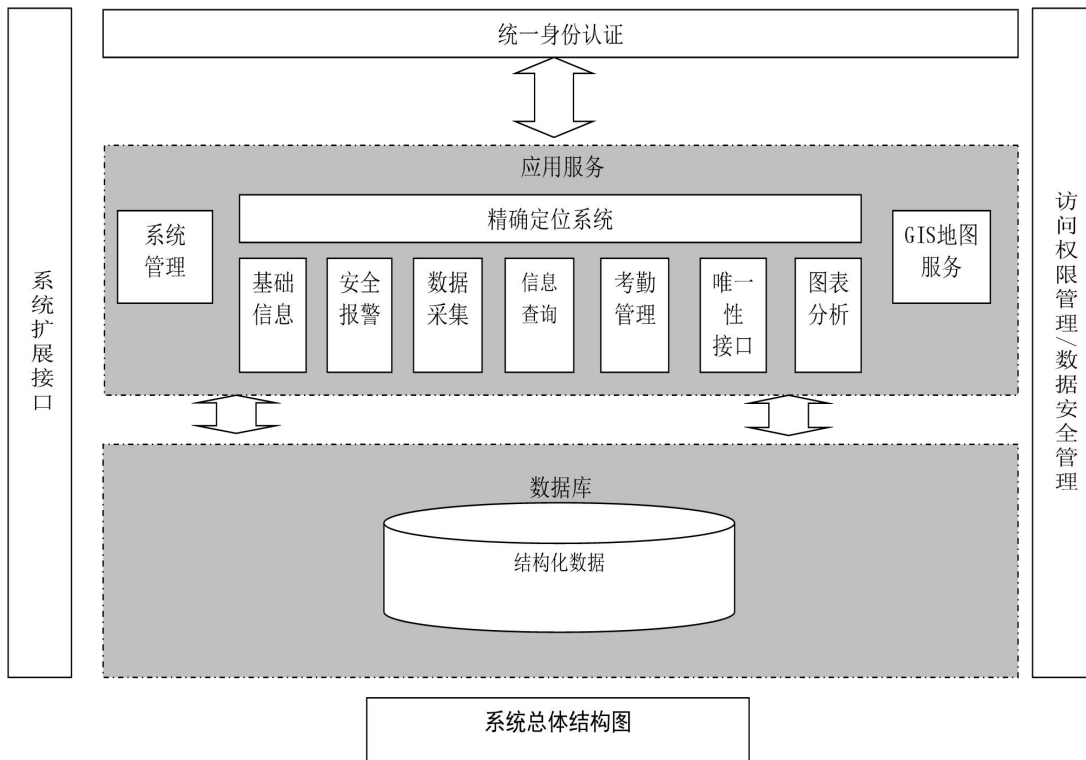 统一身份认证
应用服务
精确定位系统
系统
管理
GIS地图
服务
基础
信息
安全
报警
数据
采集
信息
查询
考勤
管理
唯一
性
接口
图表
分析
系统扩展接口
访问权限管理/数据安全管理
数据库
结构化数据
系统总体结构图